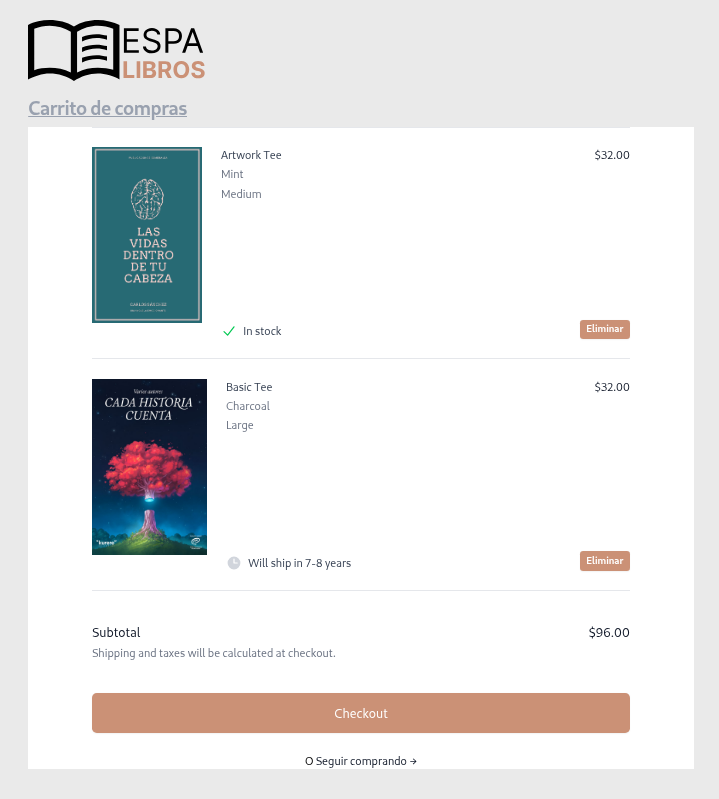 ESPA
LIBROS
Carrito de compras
LAS
VIDAS
DENTRO
DE TU
CABEZA
Artwork Tee
$32.00
Mint
Medium
In stock
Eliminar
Varios autores
CADA HISTORIA
CUENTA
Basic Tee
$32.00
Charcoal
Large
Will ship in 7-8 years
Eliminar
Subtotal
$96.00
Shipping and taxes will be calculated at checkout.
Checkout
O Seguir comprando →